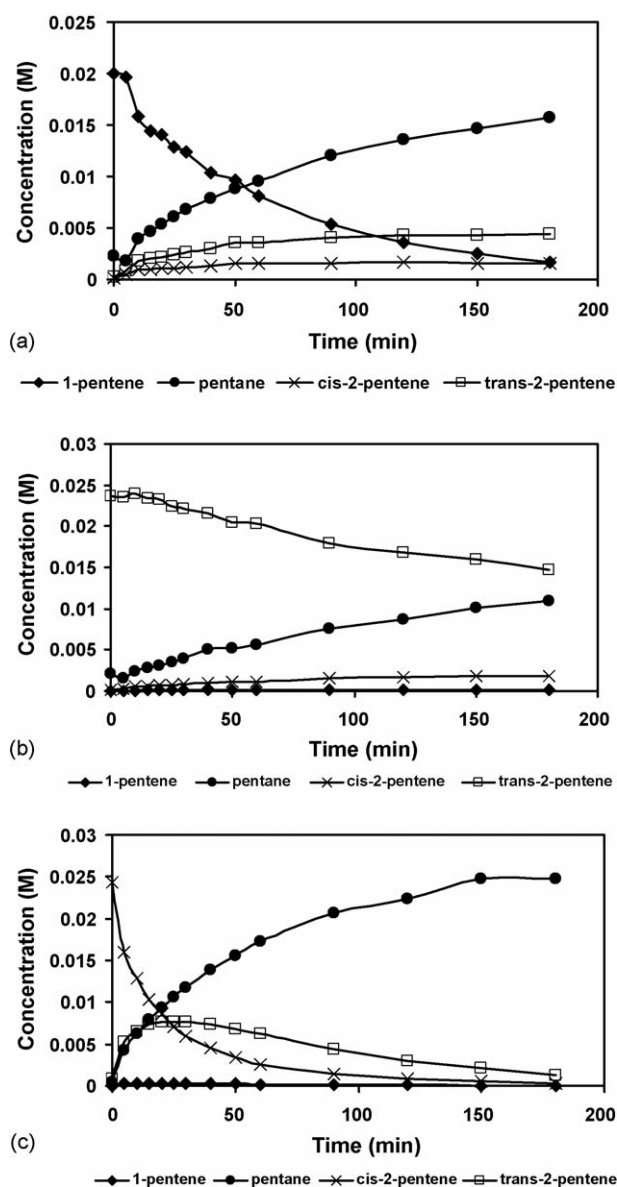 0.025
0.02
0.015
0.01
0.005
0
Concentration (M)
0 50 100 150 200
Time (min)
(a)
1-pentene pentane cis-2-pentene trans-2-pentene
0.03
0.025
0.02
0.015
0.01
0.005
0
Concentration (M)
0 50 100 150 200
Time (min)
(b)
1-pentene pentane cis-2-pentene trans-2-pentene
0.03
0.025
0.02
0.015
0.01
0.005
0
Concentration (M)
0 50 100 150 200
Time (min)
(c)
1-pentene pentane cis-2-pentene trans-2-pentene